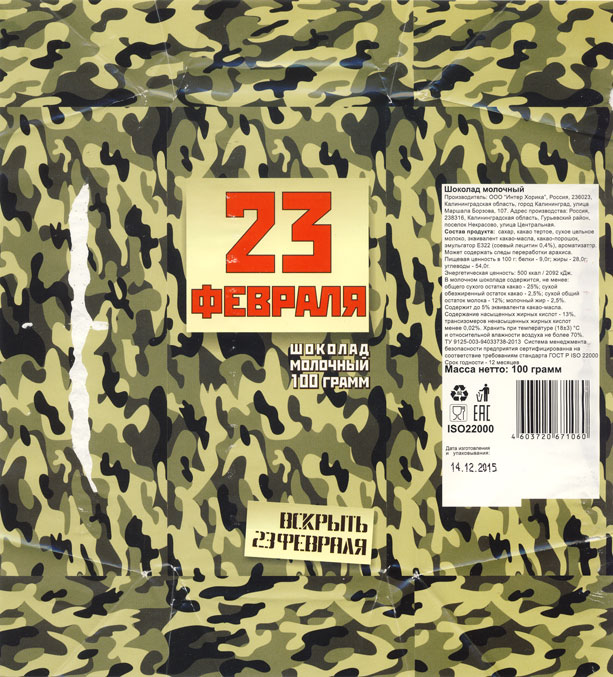 23
ФЕВРАЛЯ
ШОКОЛАД
МОЛОЧНЫЙ
100 ГРАММ
ВСКРЫТЬ
23 ФЕВРАЛЯ
Шоколад молочный
Производитель: ООО "Интер Хорика", Россия, 236023,
Калининградская область, город Калининград, улица
Маршала Борзова, 107. Адрес производства: Россия,
238316, Калининградская область, Гурьевский район,
поселок Некрасово, улица Центральная.
Состав продукта: сахар, какао тертое, сухое цельное
молоко, эквивалент какао-масла, какао-порошок,
эмульгатор Е322 (соевый лецитин 0,4%), ароматизатор.
Может содержать следы переработки арахиса.
Пищевая ценность в 100 г: белки - 9,0г; жиры - 28,0г;
углеводы - 54,0г.
Энергетическая ценность: 500 ккал / 2092 кДж.
В молочном шоколаде содержится, не менее:
общего сухого остатка какао - 25%; сухой
обезжиренный остаток какао - 2,5%; сухой общий
остаток молока - 12%; молочный жир - 2,5%.
Содержит до 5% эквивалента какао-масла.
Содержание насыщенных жирных кислот - 13%,
трансизомеров ненасыщенных жирных кислот
менее 0,02%. Хранить при температуре (18±3) °С
и относительной влажности воздуха не более 70%.
ТУ 9125-003-94033738-2013 Система менеджмента
безопасности предприятия сертифицирована на
соответствие требованиям стандарта ГОСТ Р ISO 22000
Срок годности - 12 месяцев
Масса нетто: 100 грамм
EAC
ISO22000
4603720671060
Дата изготовления
и упаковывания:
14.12.2015